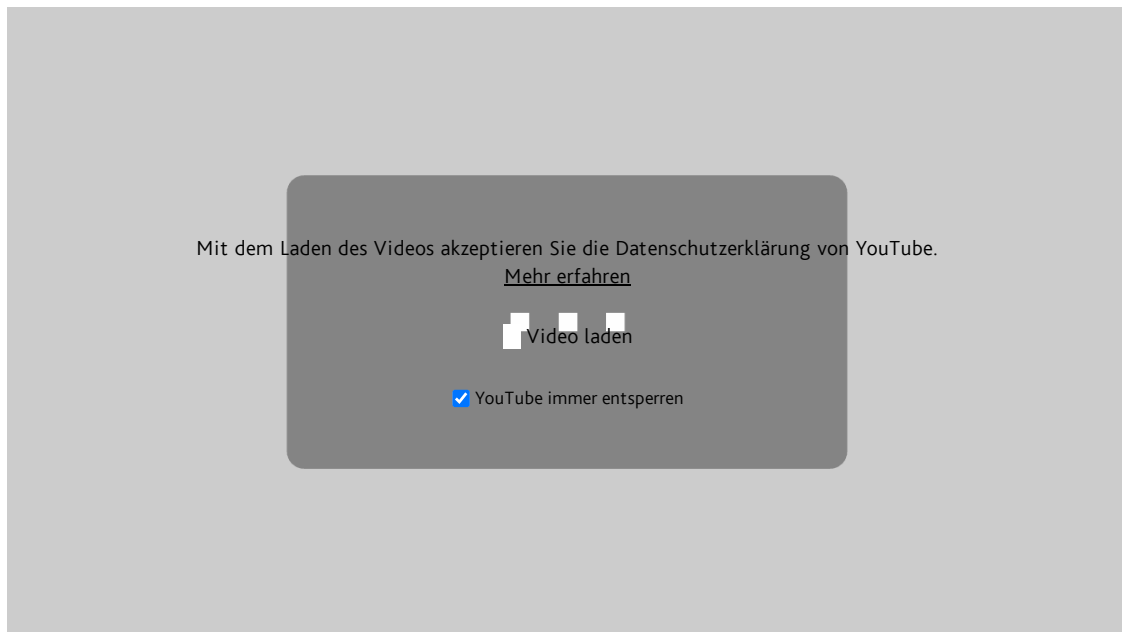 Mit dem Laden des Videos akzeptieren Sie die Datenschutzerklärung von YouTube.
Mehr erfahren
Video laden
YouTube immer entsperren